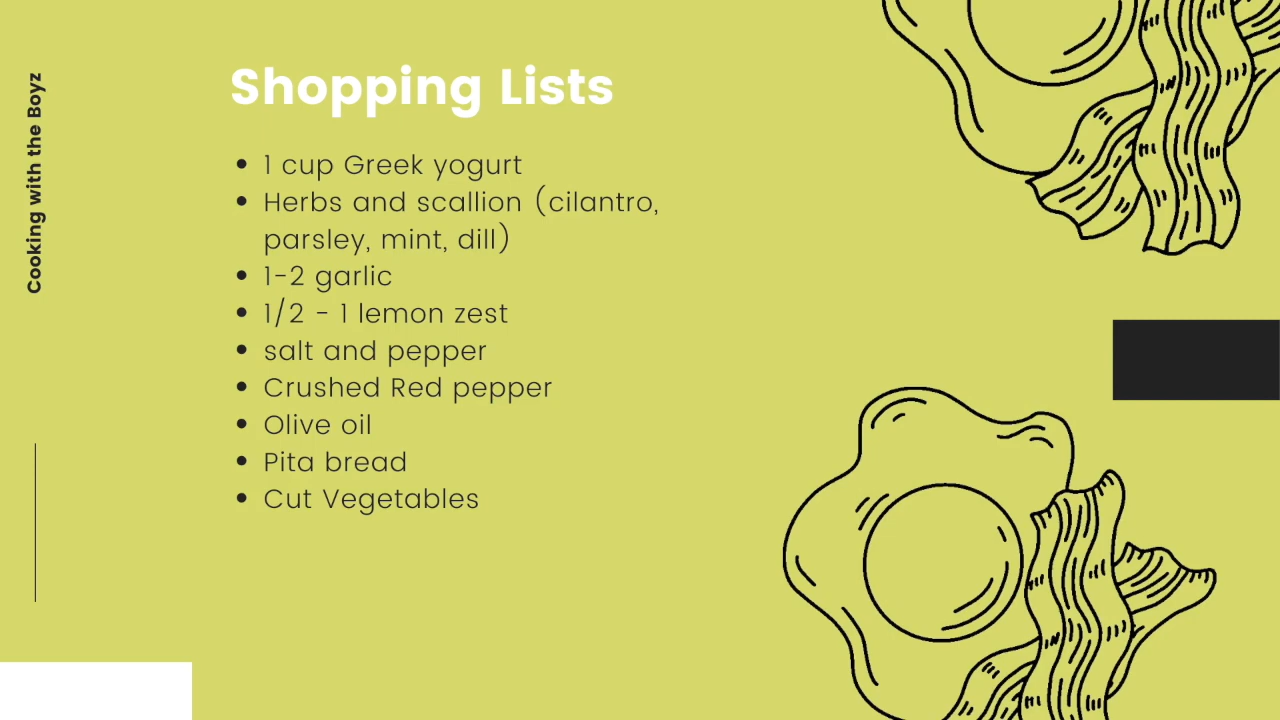 Cooking with the Boyz
Shopping Lists
• 1 cup Greek yogurt
• Herbs and scallion (cilantro,
parsley, mint, dill)
• 1-2 garlic
• 1/2 - 1 lemon zest
• salt and pepper
• Crushed Red pepper
• Olive oil
• Pita bread
• Cut Vegetables